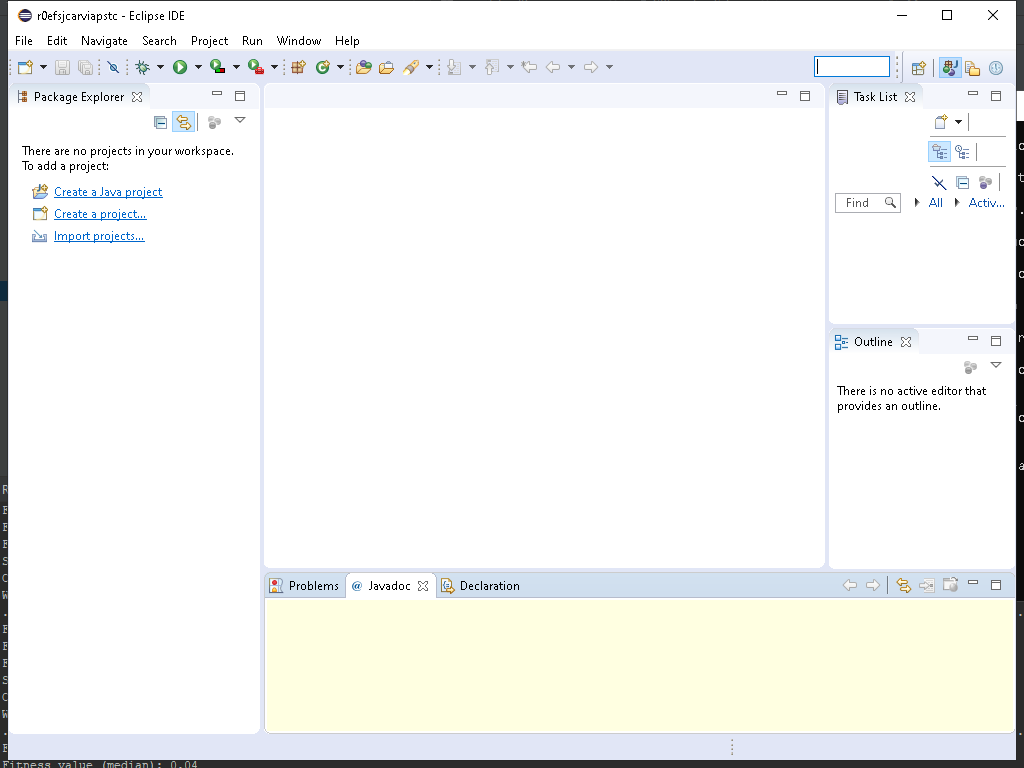 r0efsjcarviapstc - Eclipse IDE
File Edit Navigate Search Project Run Window Help
Package Explorer
There are no projects in your workspace.
To add a project:
Create a Java project
Create a project...
Import projects...
Task List
Find All Activ...
Outline
There is no active editor that
provides an outline.
Problems @ Javadoc Declaration
Fitness value (median): 0.04